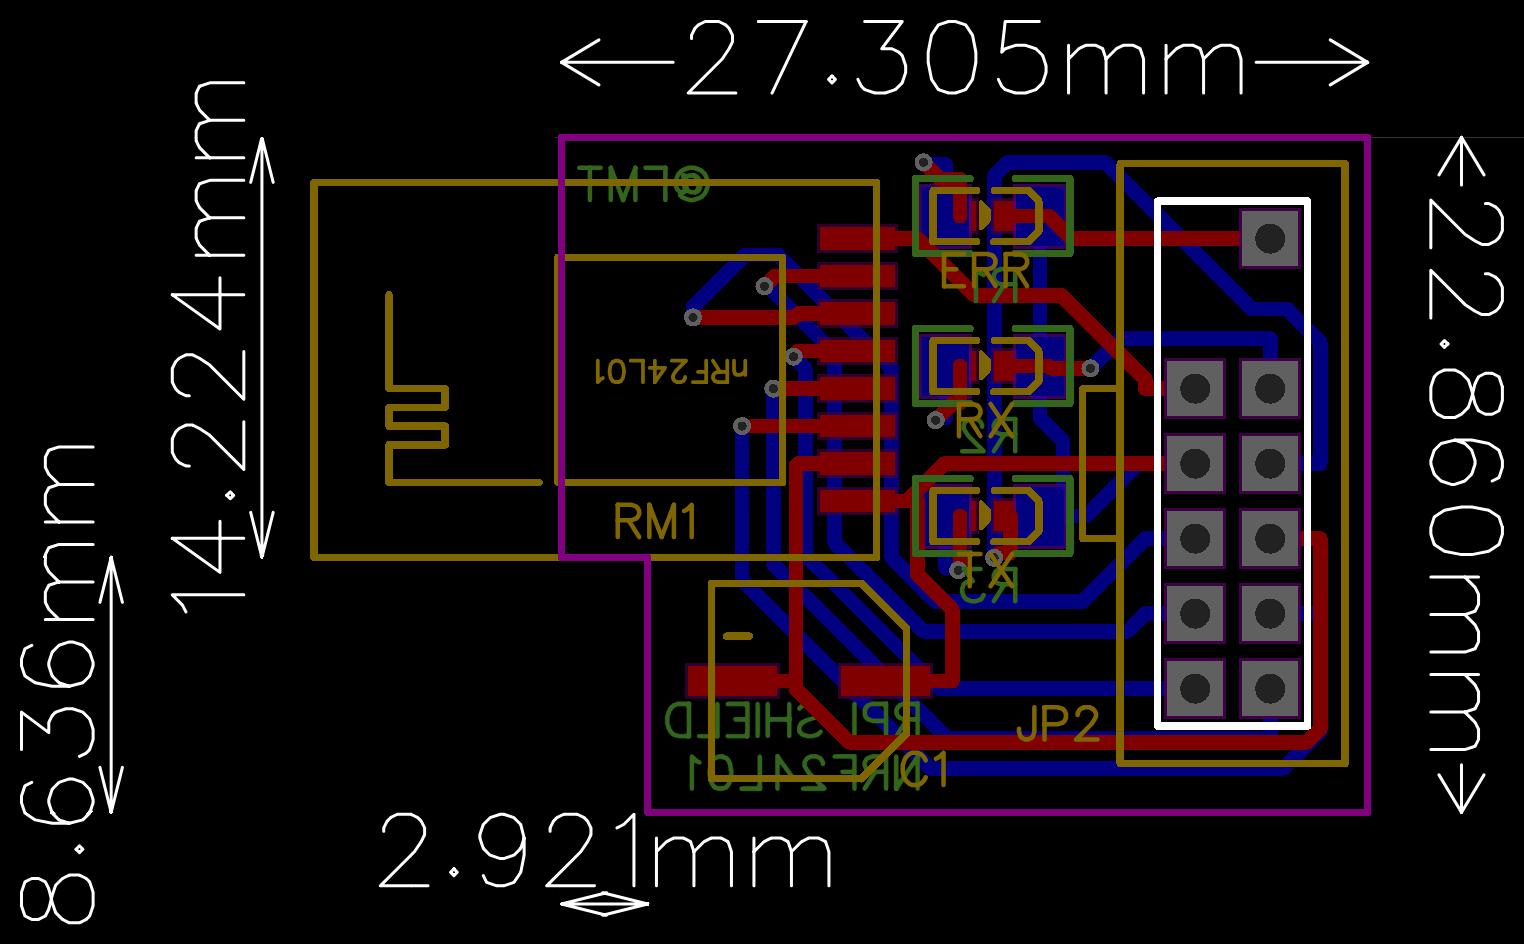 27.305mm
14.224mm
©LMT
ERR
R1
22.860mm
nRF24L01
RX
R2
RM1
TX
R3
8.636mm
RPI SHIELD
JP2
NRF24L01
C1
2.921mm